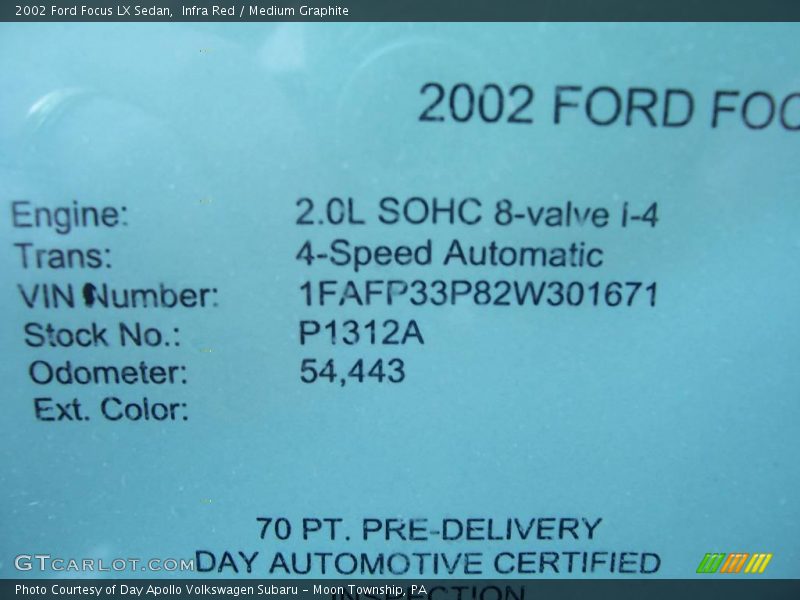 2002 Ford Focus LX Sedan, Infra Red / Medium Graphite
2002 FORD FOC
Engine: 2.0L SOHC 8-valve I-4
Trans: 4-Speed Automatic
VIN Number: 1FAFP33P82W301671
Stock No.: P1312A
Odometer: 54,443
Ext. Color:
70 PT. PRE-DELIVERY
DAY AUTOMOTIVE CERTIFIED
INSPECTION
GTCARLOT.COM
Photo Courtesy of Day Apollo Volkswagen Subaru – Moon Township, PA